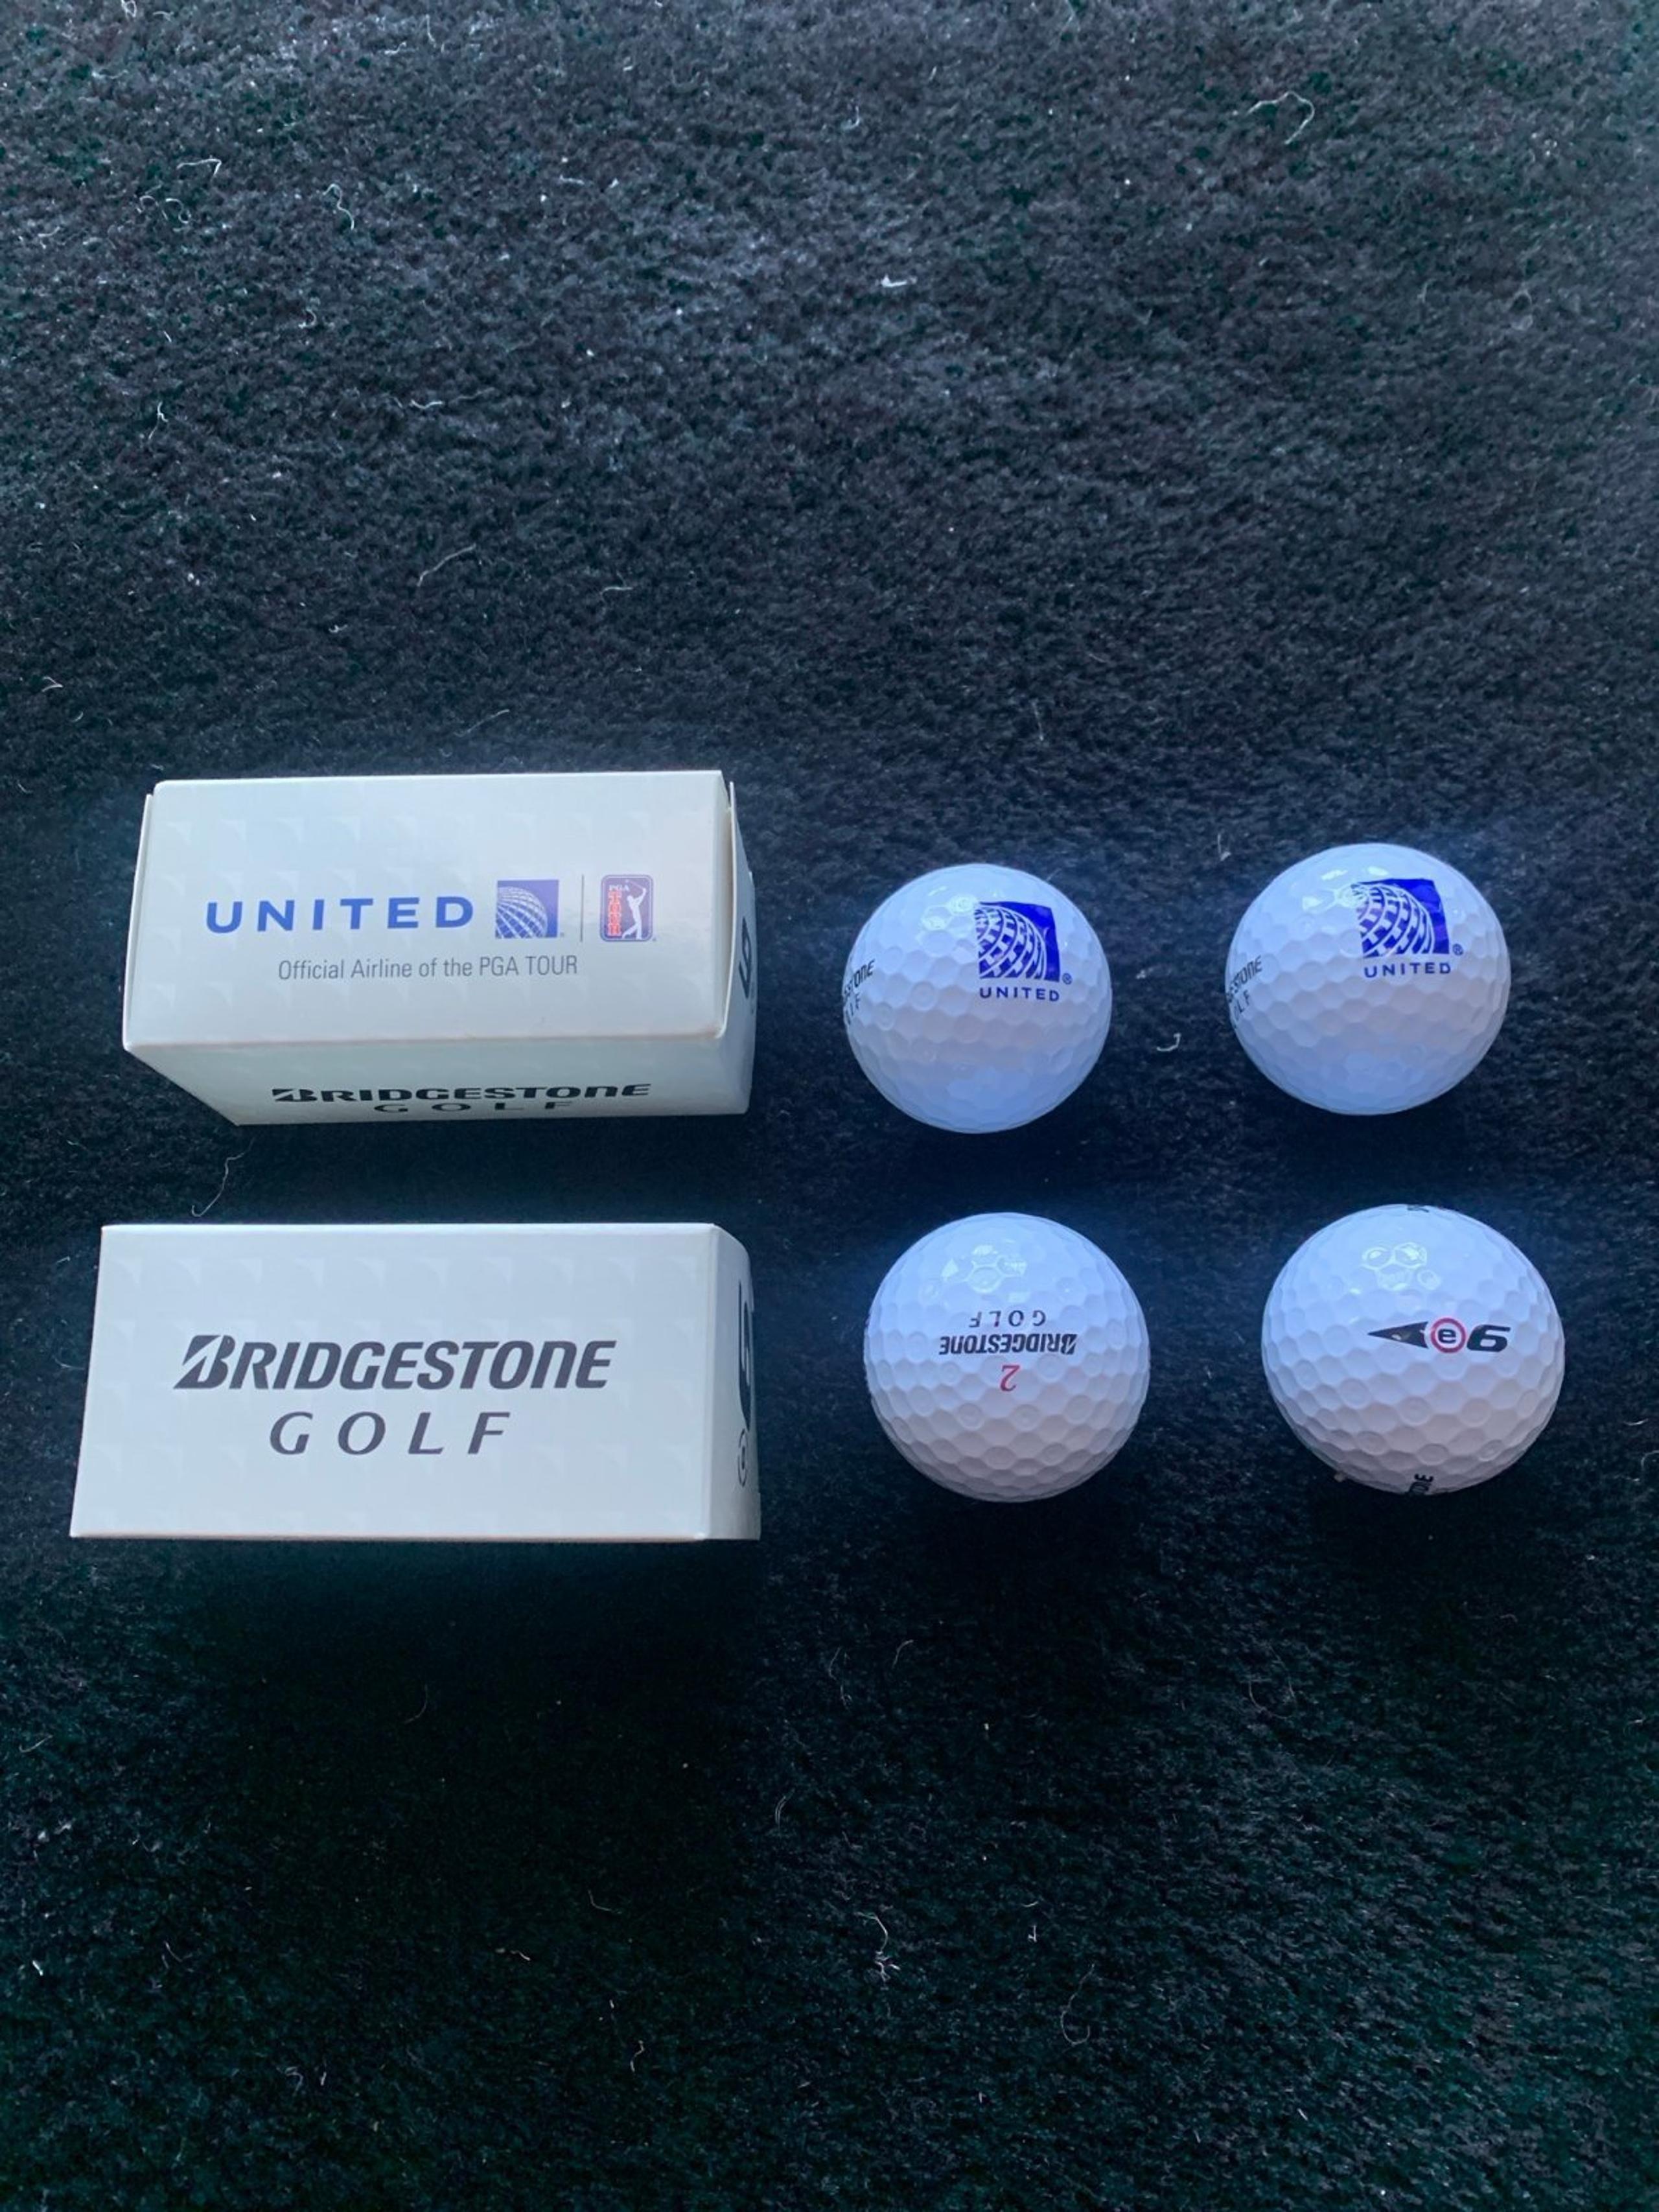 UNITED
PGA TOUR
Official Airline of the PGA TOUR
BRIDGESTONE
GOLF
UNITED
UNITED
BRIDGESTONE
GOLF
GOLF
BRIDGESTONE
2
e6